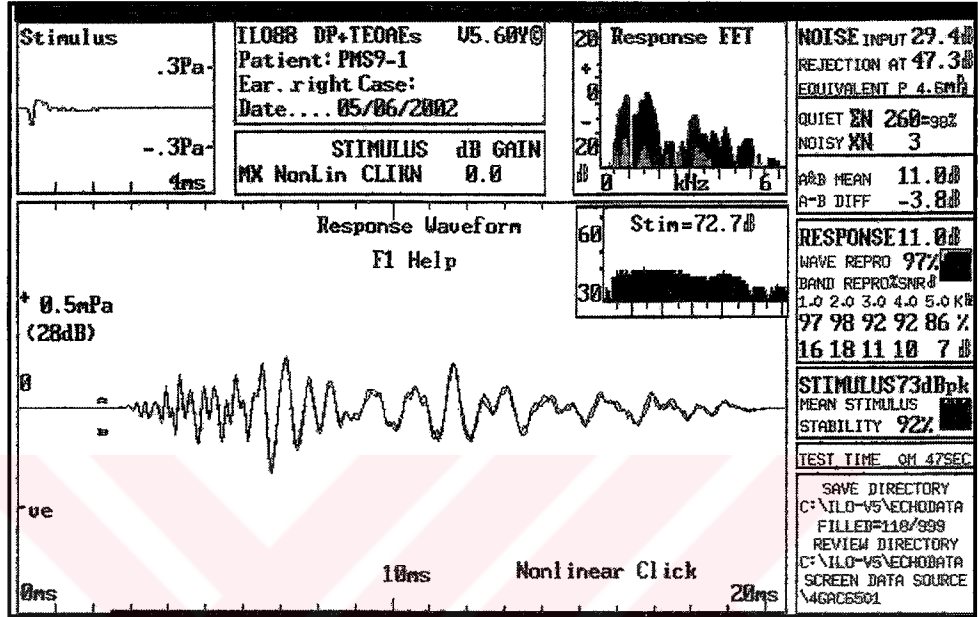 Stimulus
.3Pa-
-.3Pa-
4ms
ILO88 DP+TEOAEs V5.60Y©
Patient: PMS9-1
Ear. right Case:
Date.... 05/06/2002
STIMULUS dB GAIN
MX NonLin CLIKN 0.0
Response FFT
20
+
0
-
20
dB
0 kHz 6
Response Waveform
F1 Help
60
Stim=72.7dB
30
+ 0.5mPa
(28dB)
0
A
B
-ve
10ms
Nonlinear Click
0ms
20ms
NOISE INPUT 29.4dB
REJECTION AT 47.3dB
EQUIVALENT P 4.6mPa
QUIET ΣN 260=98%
NOISY XN 3
A&B MEAN 11.0dB
A-B DIFF -3.8dB
RESPONSE 11.0dB
WAVE REPRO 97%
BAND REPRO%SNRdB
1.0 2.0 3.0 4.0 5.0 KHz
97 98 92 92 86 %
16 18 11 10 7 dB
STIMULUS 73dBpk
MEAN STIMULUS
STABILITY 92%
TEST TIME 0M 47SEC
SAVE DIRECTORY
C:\ILO-V5\ECHODATA
FILLED=118/999
REVIEW DIRECTORY
C:\ILO-V5\ECHODATA
SCREEN DATA SOURCE
\4GAC6501